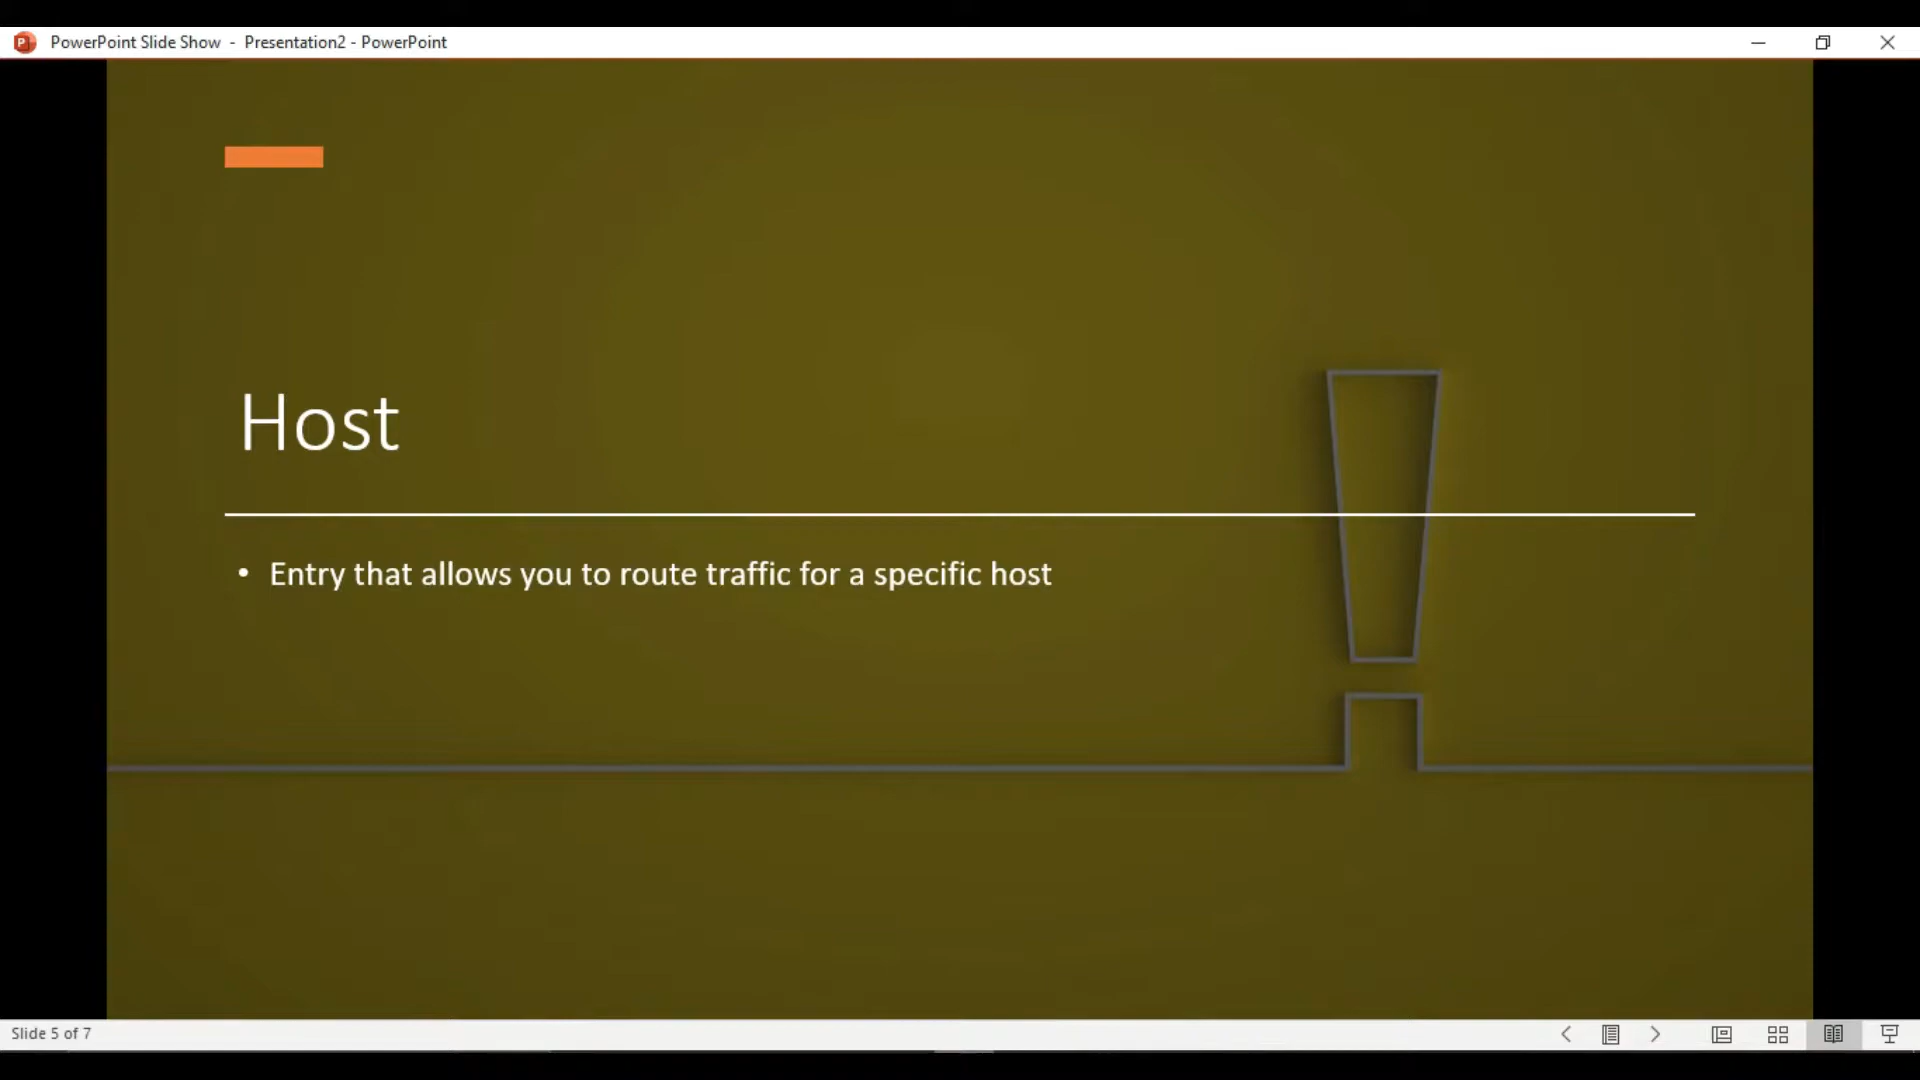 PowerPoint Slide Show - Presentation2 - PowerPoint
Host
• Entry that allows you to route traffic for a specific host
Slide 5 of 7